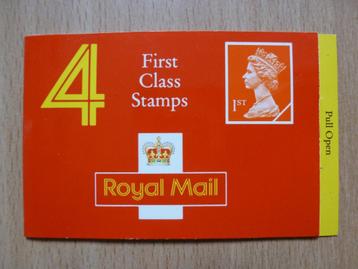 4
First
Class
Stamps
1ST
Royal Mail
Pull Open